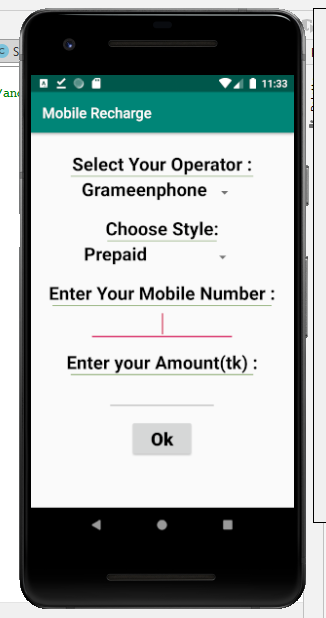 11:33
Mobile Recharge
Select Your Operator :
Grameenphone
Choose Style:
Prepaid
Enter Your Mobile Number :
Enter your Amount(tk) :
Ok